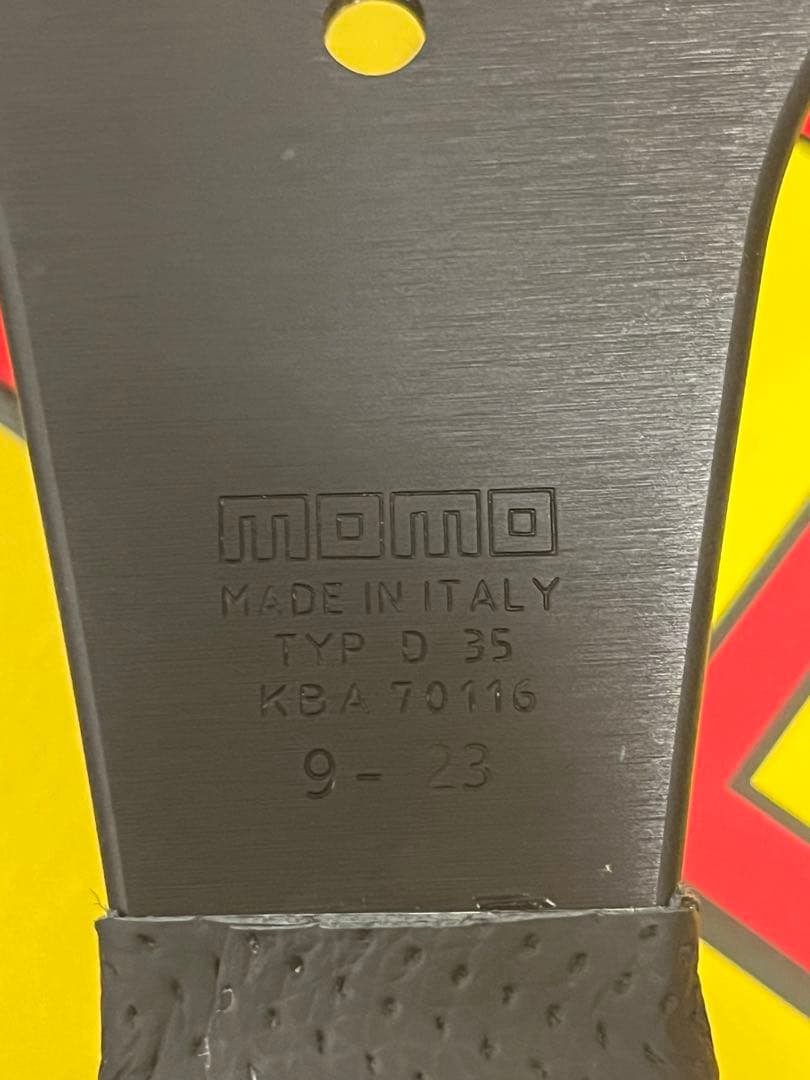 momo
MADE IN ITALY
TYP D 35
KBA 70116
9 - 23